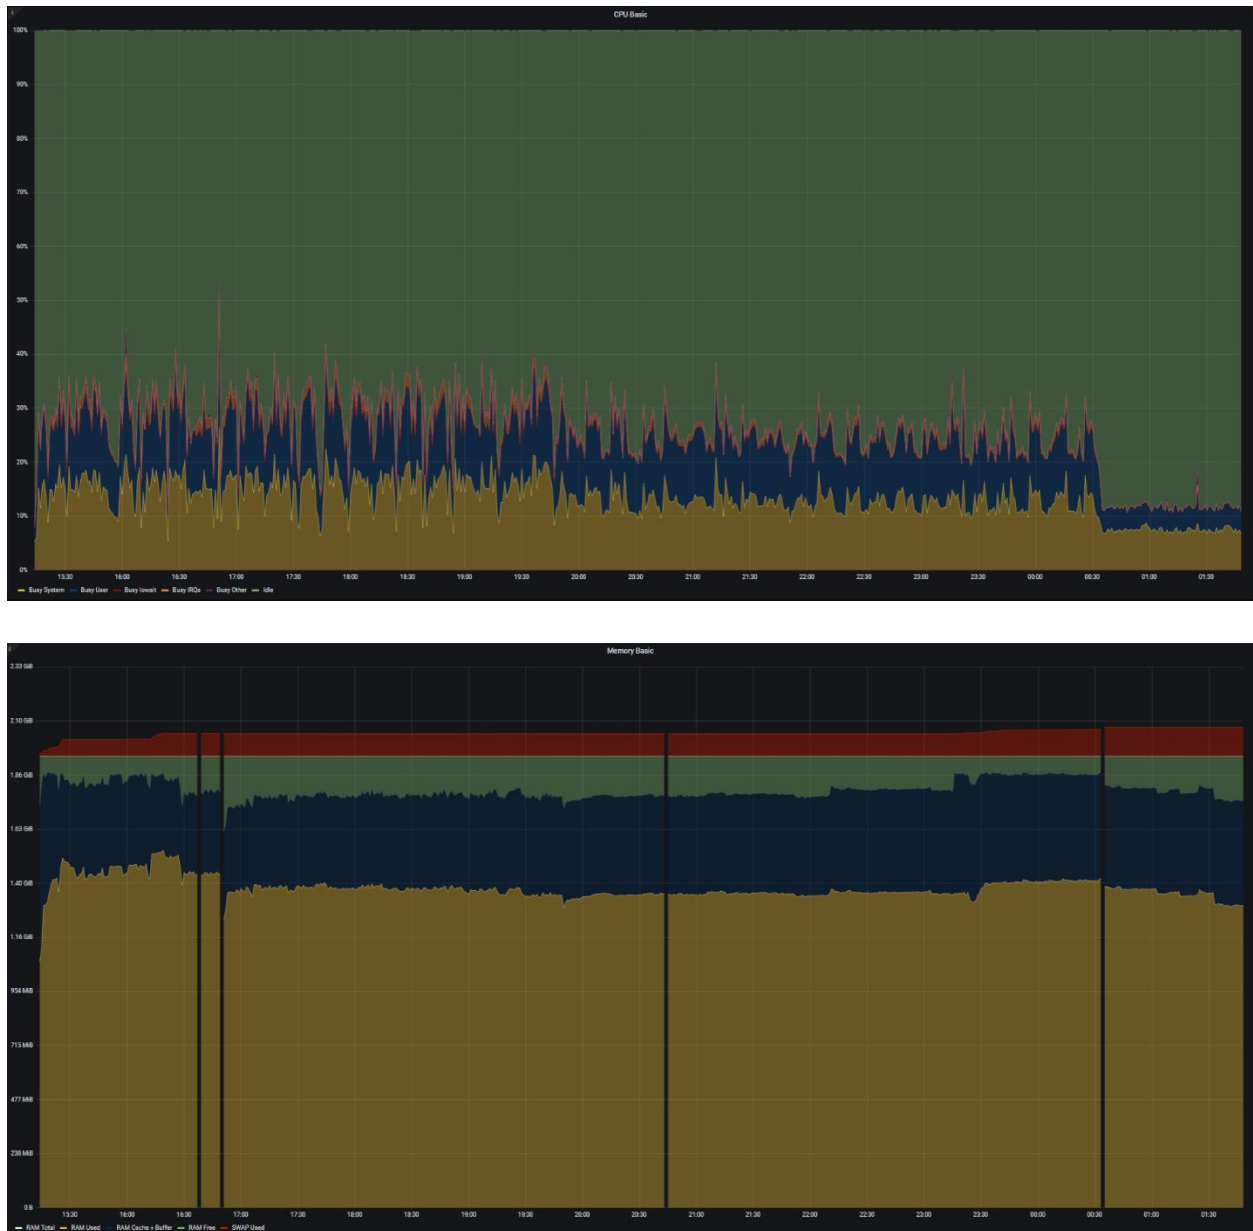 CPU Basic
100%
90%
80%
70%
60%
50%
40%
30%
20%
10%
0%
15:30 16:00 16:30 17:00 17:30 18:00 18:30 19:00 19:30 20:00 20:30 21:00 21:30 22:00 22:30 23:00 23:30 00:00 00:30 01:00 01:30
Busy System Busy User Busy Iowait Busy IRQs Busy Other Idle
Memory Basic
2.33 GiB
2.10 GiB
1.86 GiB
1.63 GiB
1.40 GiB
1.16 GiB
954 MiB
715 MiB
477 MiB
238 MiB
0 B
15:30 16:00 16:30 17:00 17:30 18:00 18:30 19:00 19:30 20:00 20:30 21:00 21:30 22:00 22:30 23:00 23:30 00:00 00:30 01:00 01:30
RAM Total RAM Used RAM Cache + Buffer RAM Free SWAP Used